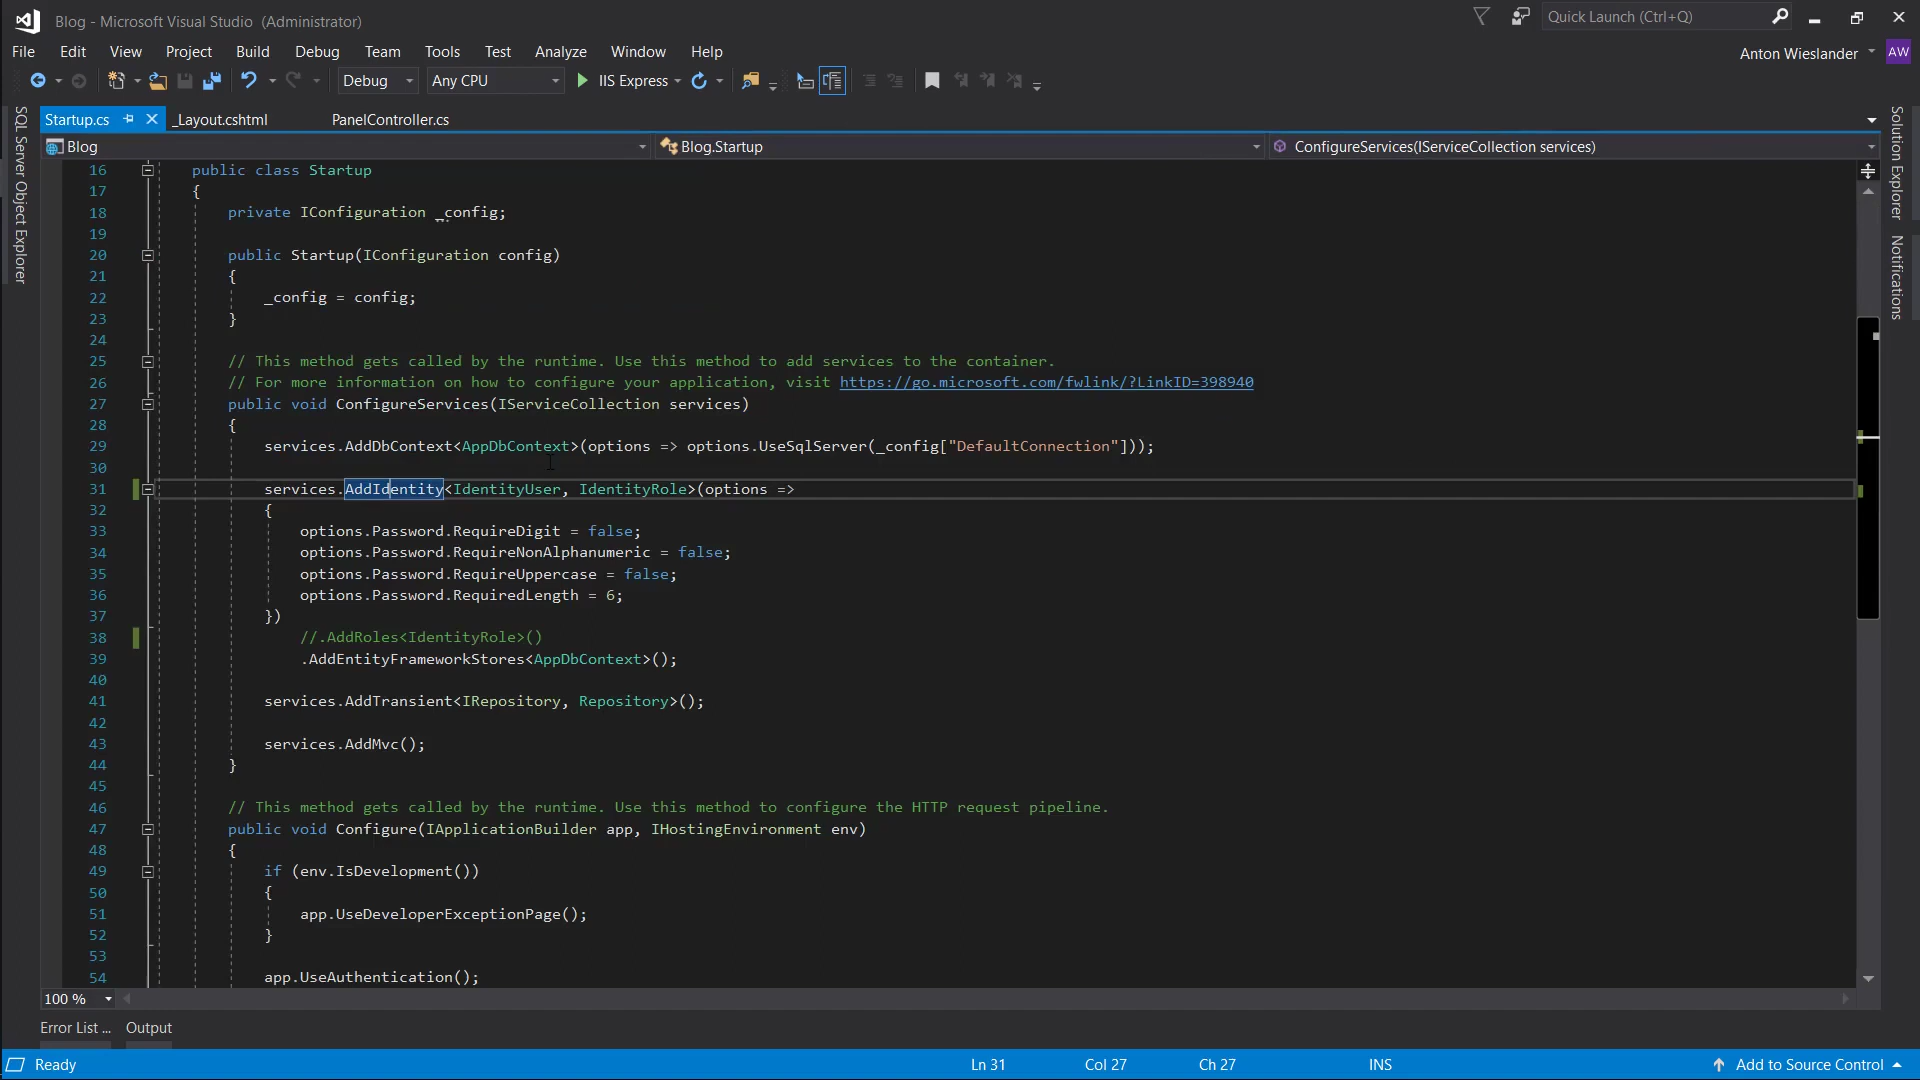 Blog - Microsoft Visual Studio (Administrator)
Quick Launch (Ctrl+Q)
File Edit View Project Build Debug Team Tools Test Analyze Window Help
Anton Wieslander AW
Debug Any CPU IIS Express
SQL Server Object Explorer
Startup.cs _Layout.cshtml PanelController.cs
Solution Explorer
Notifications
Blog Blog.Startup ConfigureServices(IServiceCollection services)
16 public class Startup
17 {
18 private IConfiguration _config;
19
20 public Startup(IConfiguration config)
21 {
22 _config = config;
23 }
24
25 // This method gets called by the runtime. Use this method to add services to the container.
26 // For more information on how to configure your application, visit https://go.microsoft.com/fwlink/?LinkID=398940
27 public void ConfigureServices(IServiceCollection services)
28 {
29 services.AddDbContext<AppDbContext>(options => options.UseSqlServer(_config["DefaultConnection"]));
30
31 services.AddIdentity<IdentityUser, IdentityRole>(options =>
32 {
33 options.Password.RequireDigit = false;
34 options.Password.RequireNonAlphanumeric = false;
35 options.Password.RequireUppercase = false;
36 options.Password.RequiredLength = 6;
37 })
38 //.AddRoles<IdentityRole>()
39 .AddEntityFrameworkStores<AppDbContext>();
40
41 services.AddTransient<IRepository, Repository>();
42
43 services.AddMvc();
44 }
45
46 // This method gets called by the runtime. Use this method to configure the HTTP request pipeline.
47 public void Configure(IApplicationBuilder app, IHostingEnvironment env)
48 {
49 if (env.IsDevelopment())
50 {
51 app.UseDeveloperExceptionPage();
52 }
53
54 app.UseAuthentication();
100 %
Error List ... Output
Ready Ln 31 Col 27 Ch 27 INS Add to Source Control